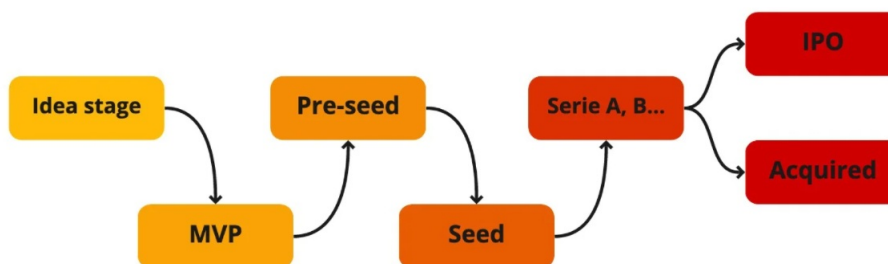 Idea stage
MVP
Pre-seed
Seed
Serie A, B...
IPO
Acquired